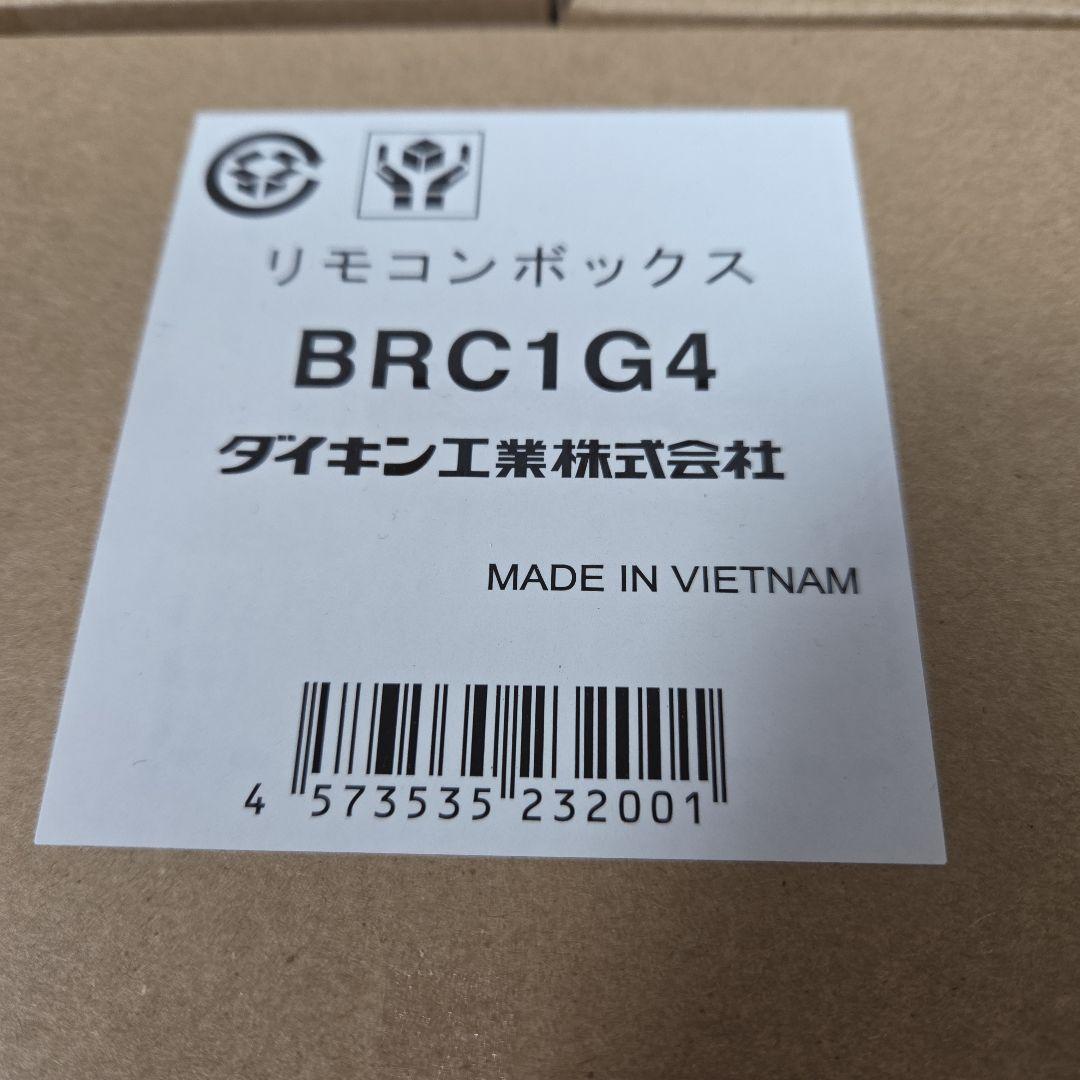 リモコンボックス
BRC1G4
ダイキン工業株式会社
MADE IN VIETNAM
4 573535 232001